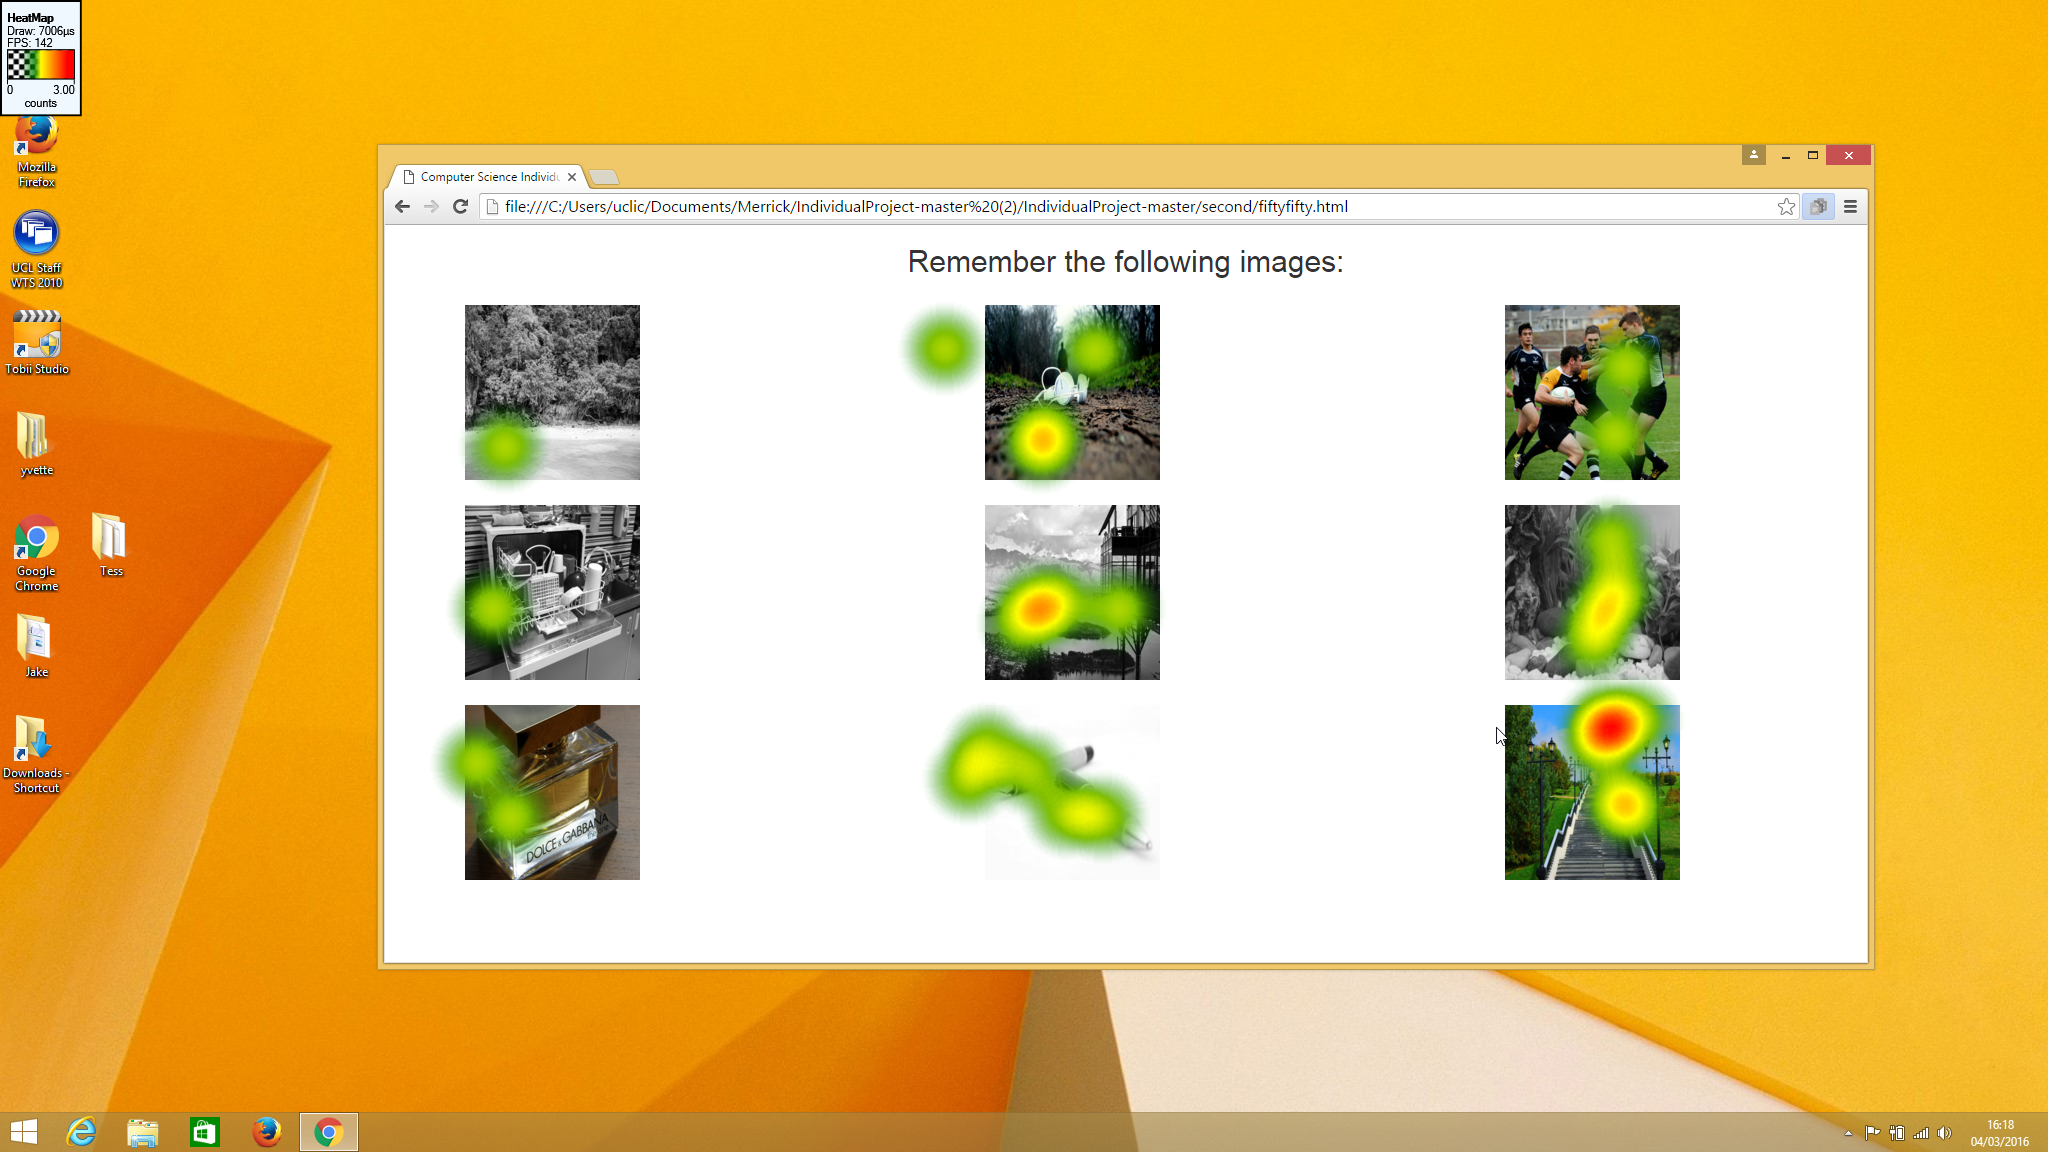 HeatMap
Draw: 7006µs
FPS: 142
0 3.00
counts
Mozilla
Firefox
UCL Staff
WTS 2010
Tobii Studio
yvette
Google
Chrome
Tess
Jake
Downloads -
Shortcut
Computer Science Individu
file:///C:/Users/uclic/Documents/Merrick/IndividualProject-master%20(2)/IndividualProject-master/second/fiftyfifty.html
Remember the following images:
DOLCE & GABBANA
16:18
04/03/2016